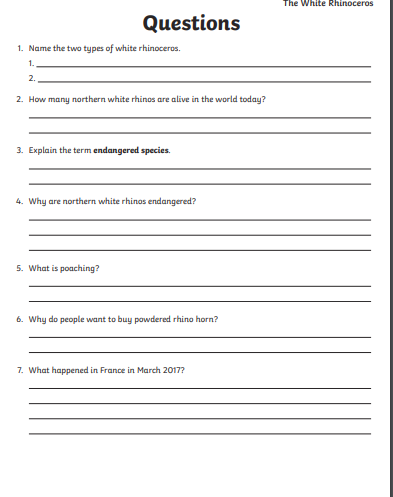 The White Rhinoceros
Questions
1. Name the two types of white rhinoceros.
1.
2.
2. How many northern white rhinos are alive in the world today?
3. Explain the term endangered species.
4. Why are northern white rhinos endangered?
5. What is poaching?
6. Why do people want to buy powdered rhino horn?
7. What happened in France in March 2017?